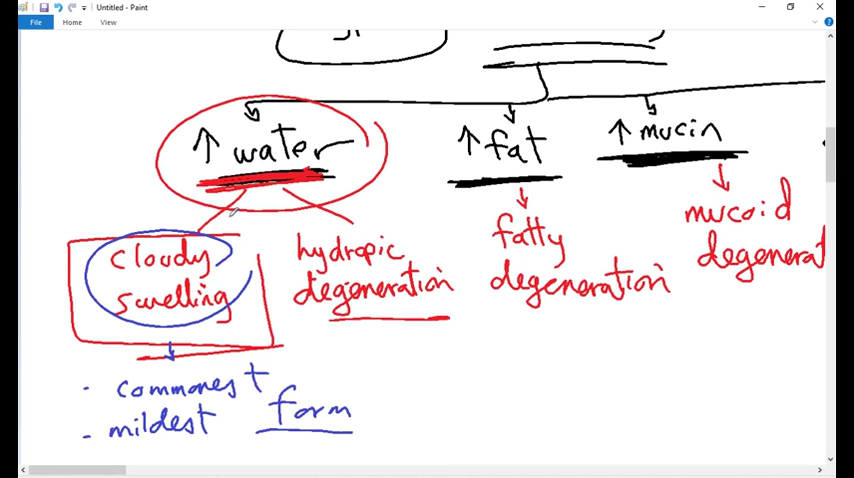 Untitled - Paint
File Home View
↑ water
↑ fat
↑ mucin
cloudy
swelling
hydropic
degeneration
fatty
degeneration
mucoid
degenerat
- commonest
- mildest form